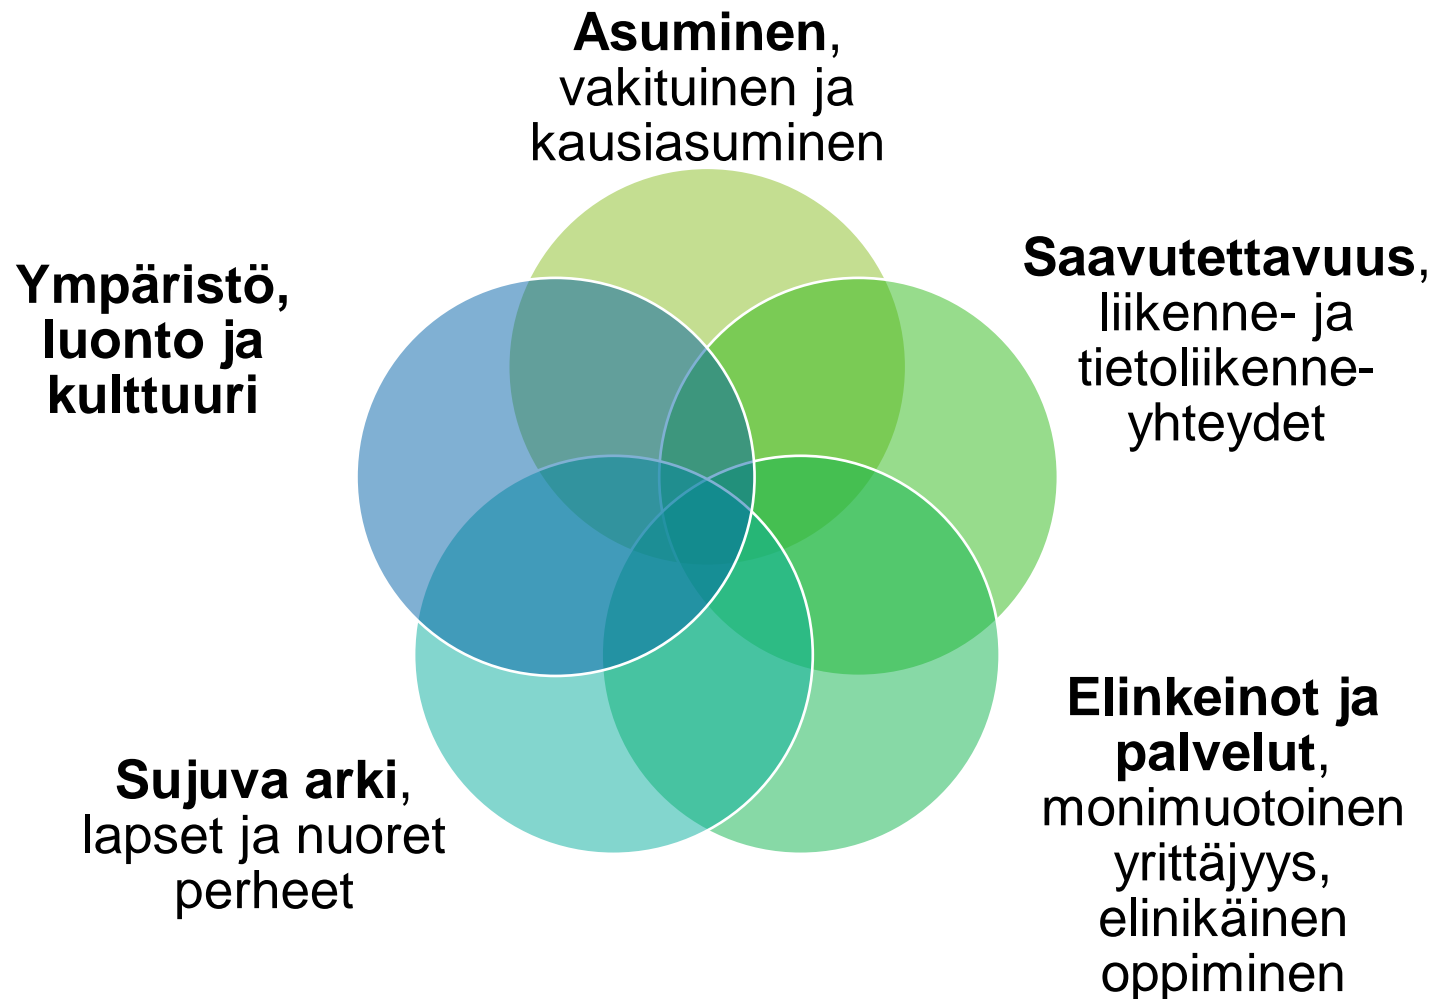 Asuminen,
vakituinen ja
kausiasuminen
Saavutettavuus,
liikenne- ja
tietoliikenne-
yhteydet
Elinkeinot ja
palvelut,
monimuotoinen
yrittäjyys,
elinikäinen
oppiminen
Sujuva arki,
lapset ja nuoret
perheet
Ympäristö,
luonto ja
kulttuuri